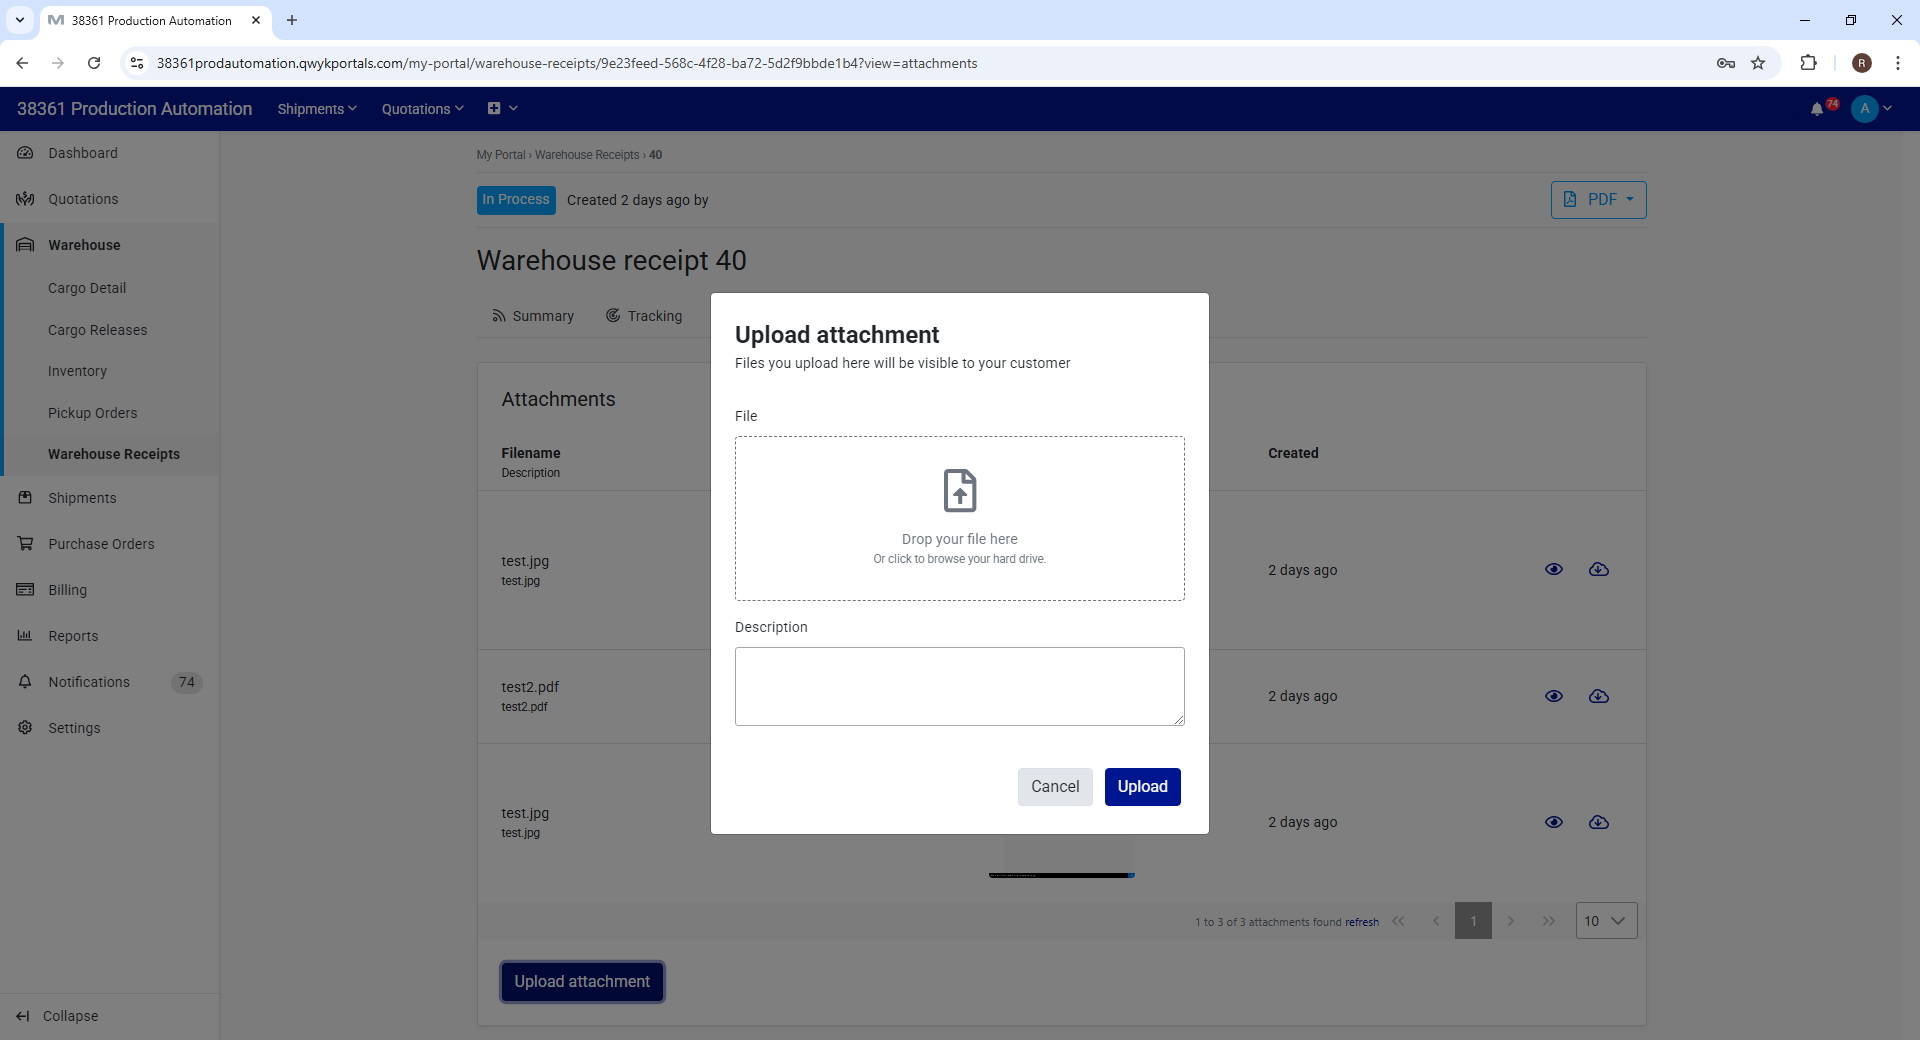 38361 Production Automation
38361prodautomation.qwykportals.com/my-portal/warehouse-receipts/9e23feed-568c-4f28-ba72-5d2f9bbde1b4?view=attachments
R
38361 Production Automation
Shipments
Quotations
74
A
Dashboard
Quotations
Warehouse
Cargo Detail
Cargo Releases
Inventory
Pickup Orders
Warehouse Receipts
Shipments
Purchase Orders
Billing
Reports
Notifications 74
Settings
Collapse
My Portal › Warehouse Receipts › 40
In Process Created 2 days ago by
PDF
Warehouse receipt 40
Summary Tracking
Attachments
Filename
Description
Created
test.jpg
test.jpg
2 days ago
test2.pdf
test2.pdf
2 days ago
test.jpg
test.jpg
2 days ago
1 to 3 of 3 attachments found refresh
1
10
Upload attachment
Upload attachment
Files you upload here will be visible to your customer
File
Drop your file here
Or click to browse your hard drive.
Description
Cancel Upload